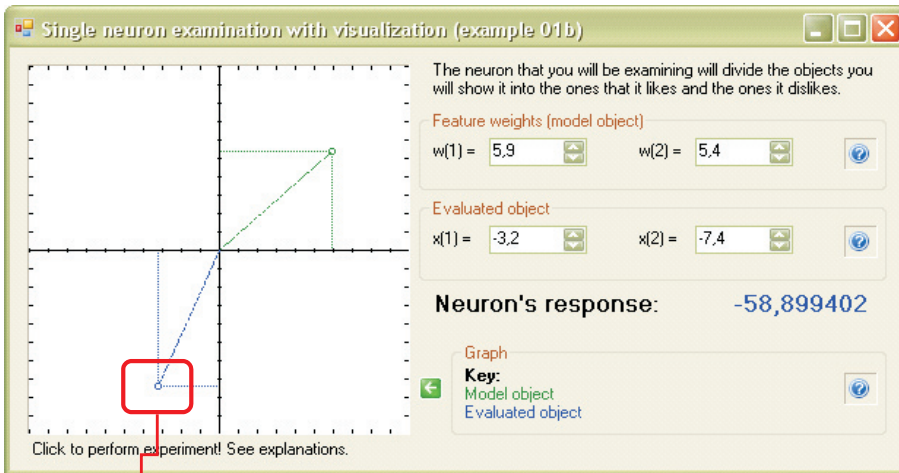 Single neuron examination with visualization (example 01b)
The neuron that you will be examining will divide the objects you
will show it into the ones that it likes and the ones it dislikes.
Feature weights (model object)
w(1) = 5,9 w(2) = 5,4
Evaluated object
x(1) = -3,2 x(2) = -7,4
Neuron's response: -58,899402
Graph
Key:
Model object
Evaluated object
Click to perform experiment! See explanations.